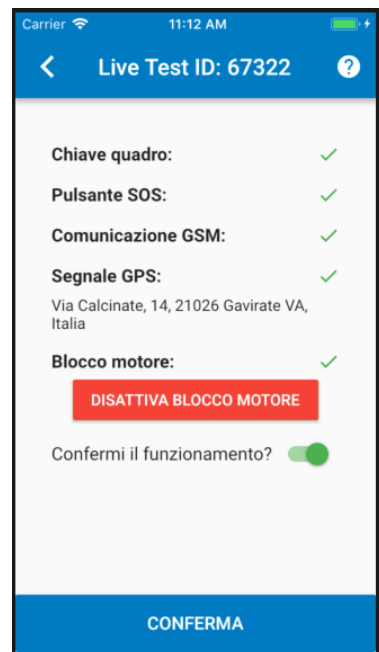 Carrier 11:12 AM
Live Test ID: 67322 ?
Chiave quadro:
Pulsante SOS:
Comunicazione GSM:
Segnale GPS:
Via Calcinate, 14, 21026 Gavirate VA,
Italia
Blocco motore:
DISATTIVA BLOCCO MOTORE
Confermi il funzionamento?
CONFERMA